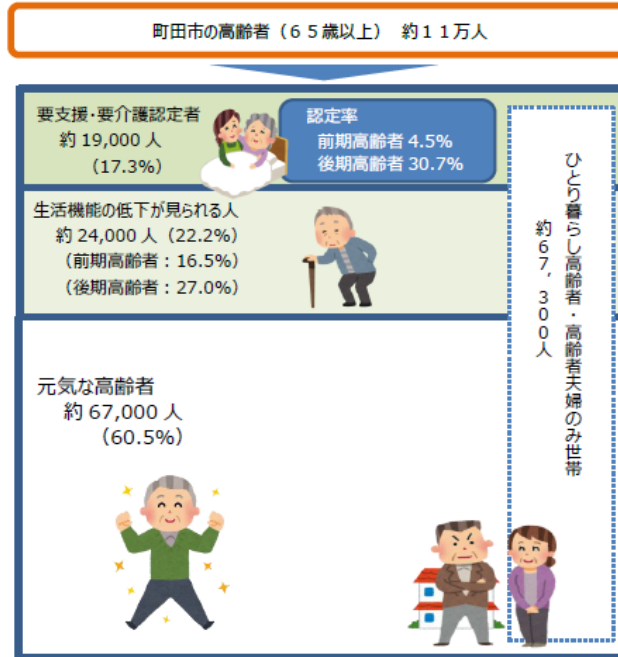 町田市の高齢者（６５歳以上） 約１１万人
要支援・要介護認定者
約 19,000 人
（17.3%）
認定率
前期高齢者 4.5%
後期高齢者 30.7%
生活機能の低下が見られる人
約 24,000 人（22.2%）
（前期高齢者：16.5%）
（後期高齢者：27.0%）
元気な高齢者
約 67,000 人
（60.5%）
ひとり暮らし高齢者・高齢者夫婦のみ世帯
約６７，３００人